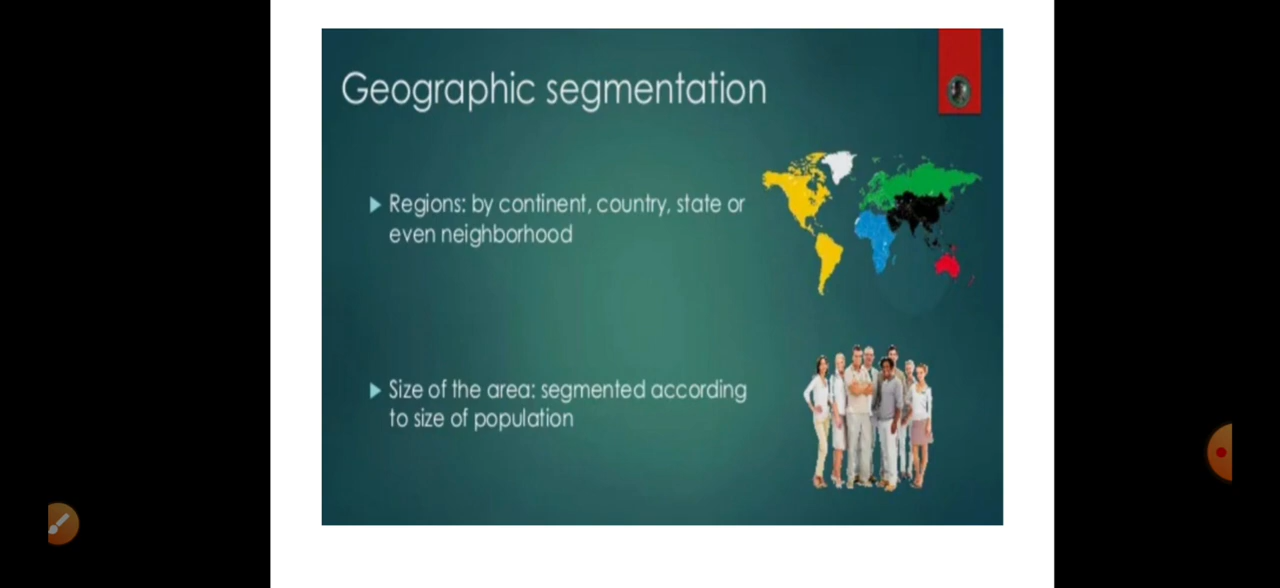 Geographic segmentation
Regions: by continent, country, state or
even neighborhood
Size of the area: segmented according
to size of population